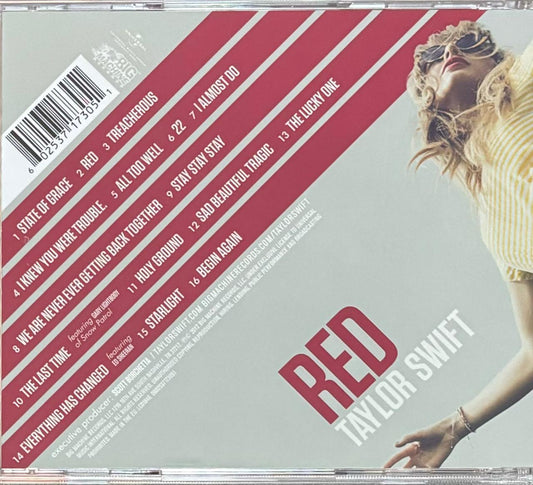 1 STATE OF GRACE 2 RED 3 TREACHEROUS
4 I KNEW YOU WERE TROUBLE. 5 ALL TOO WELL 6 22 7 I ALMOST DO
8 WE ARE NEVER EVER GETTING BACK TOGETHER 9 STAY STAY STAY
10 THE LAST TIME featuring GARY LIGHTBODY of Snow Patrol 11 HOLY GROUND 12 SAD BEAUTIFUL TRAGIC 13 THE LUCKY ONE
14 EVERYTHING HAS CHANGED featuring ED SHEERAN 15 STARLIGHT 16 BEGIN AGAIN
executive producer: SCOTT BORCHETTA / TAYLORSWIFT.COM BIGMACHINERECORDS.COM/TAYLORSWIFT
RED
TAYLOR SWIFT
6 02537 17305 1
BIG MACHINE RECORDS
UNIVERSAL